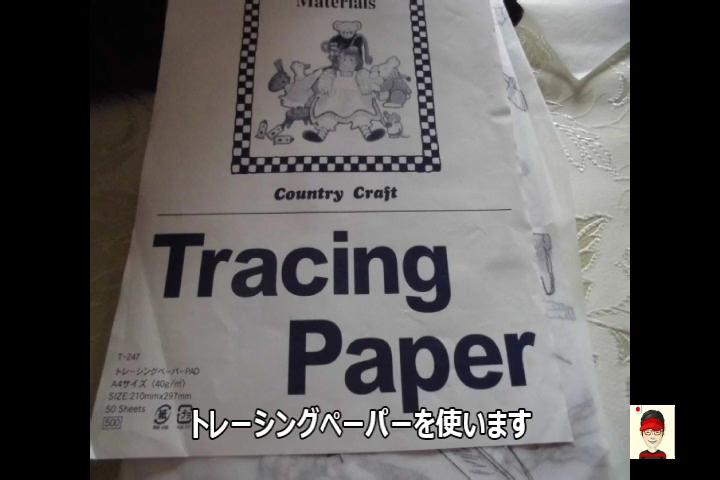 Materials
Country Craft
Tracing
Paper
T-247
トレーシングペーパーPAD
A4サイズ (40g/㎡)
SIZE:210mmx297mm
50 Sheets
500
トレーシングペーパーを使います